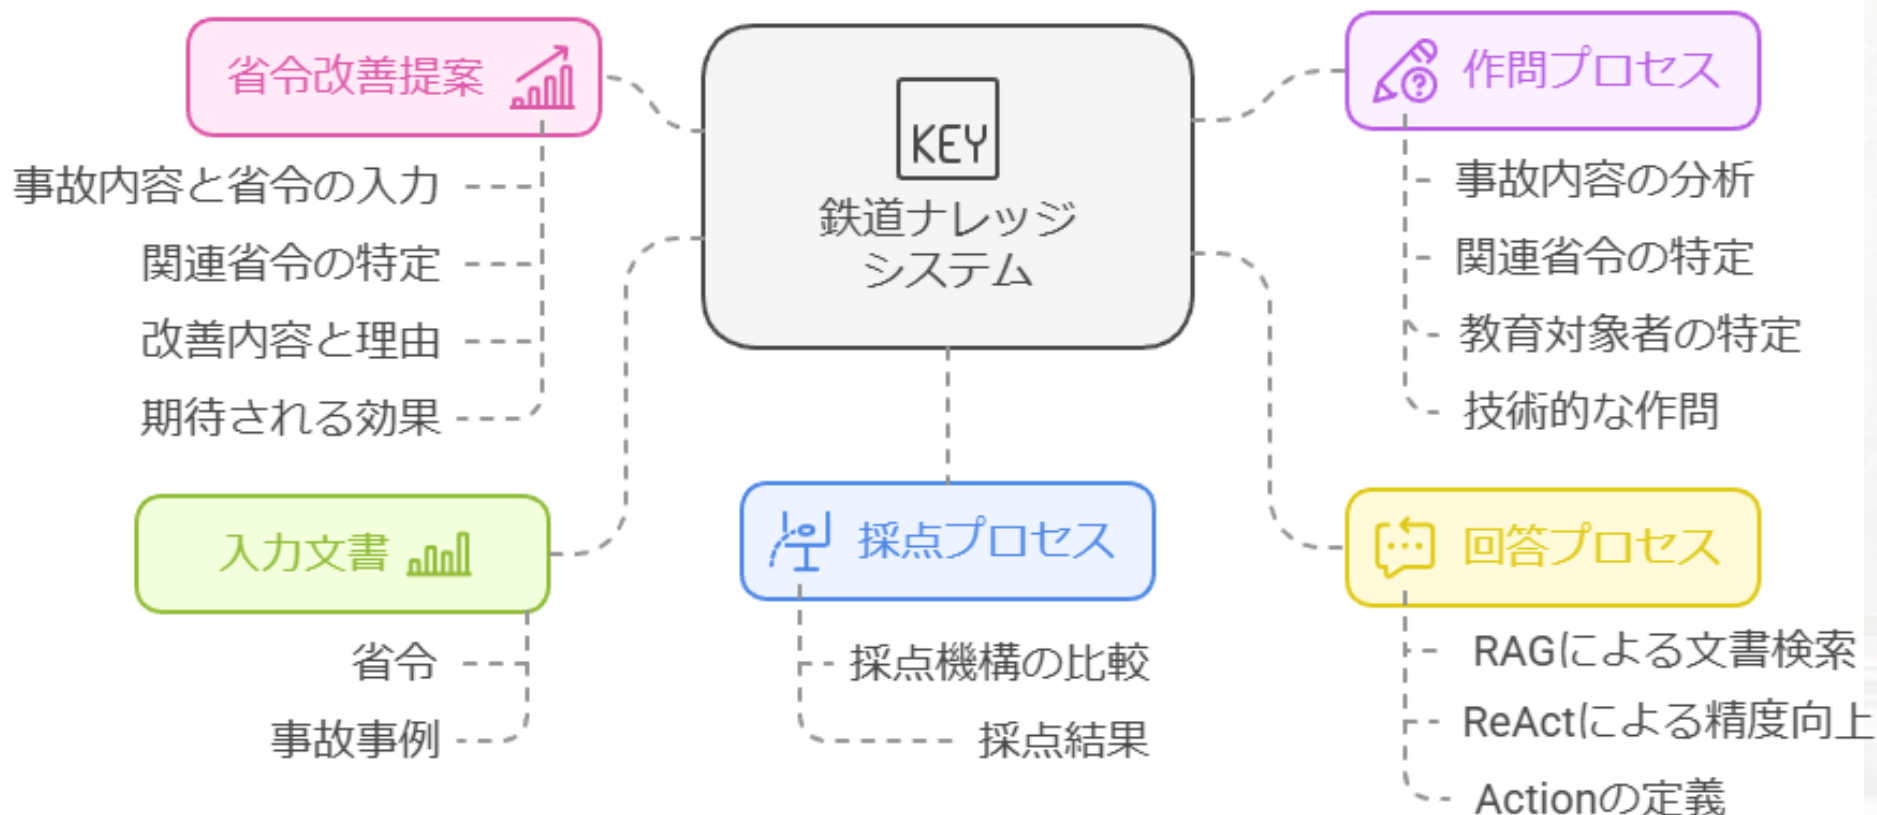 KEY
鉄道ナレッジ
システム
省令改善提案
事故内容と省令の入力
関連省令の特定
改善内容と理由
期待される効果
入力文書
省令
事故事例
採点プロセス
採点機構の比較
採点結果
作問プロセス
事故内容の分析
関連省令の特定
教育対象者の特定
技術的な作問
回答プロセス
RAGによる文書検索
ReActによる精度向上
Actionの定義